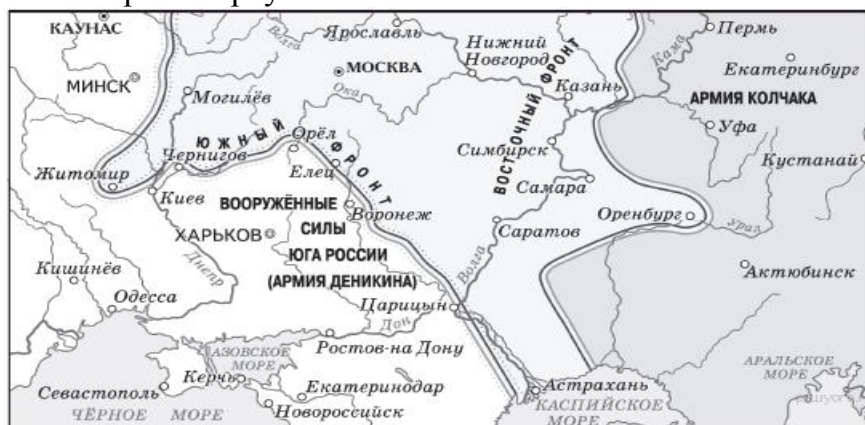 КАУНАС
Волга
Ярославль
Нижний
Новгород
Кама
Пермь
Екатеринбург
МИНСК
МОСКВА
Ока
Казань
АРМИЯ КОЛЧАКА
Могилёв
ЮЖНЫЙ
ФРОНТ
Орёл
ВОСТОЧНЫЙ ФРОНТ
Симбирск
Уфа
Кустанай
Житомир
Чернигов
Елец
Самара
Киев
ВООРУЖЁННЫЕ
СИЛЫ
ЮГА РОССИИ
(АРМИЯ ДЕНИКИНА)
Воронеж
ХАРЬКОВ
Саратов
Оренбург
Урал
Кишинёв
Днепр
Волга
Актюбинск
Одесса
Царицын
Дон
АЗОВСКОЕ
МОРЕ
Ростов-на Дону
АРАЛЬСКОЕ
МОРЕ
Севастополь
Керчь
Екатеринодар
Астрахань
ЧЁРНОЕ МОРЕ
Новороссийск
КАСПИЙСКОЕ
МОРЕ